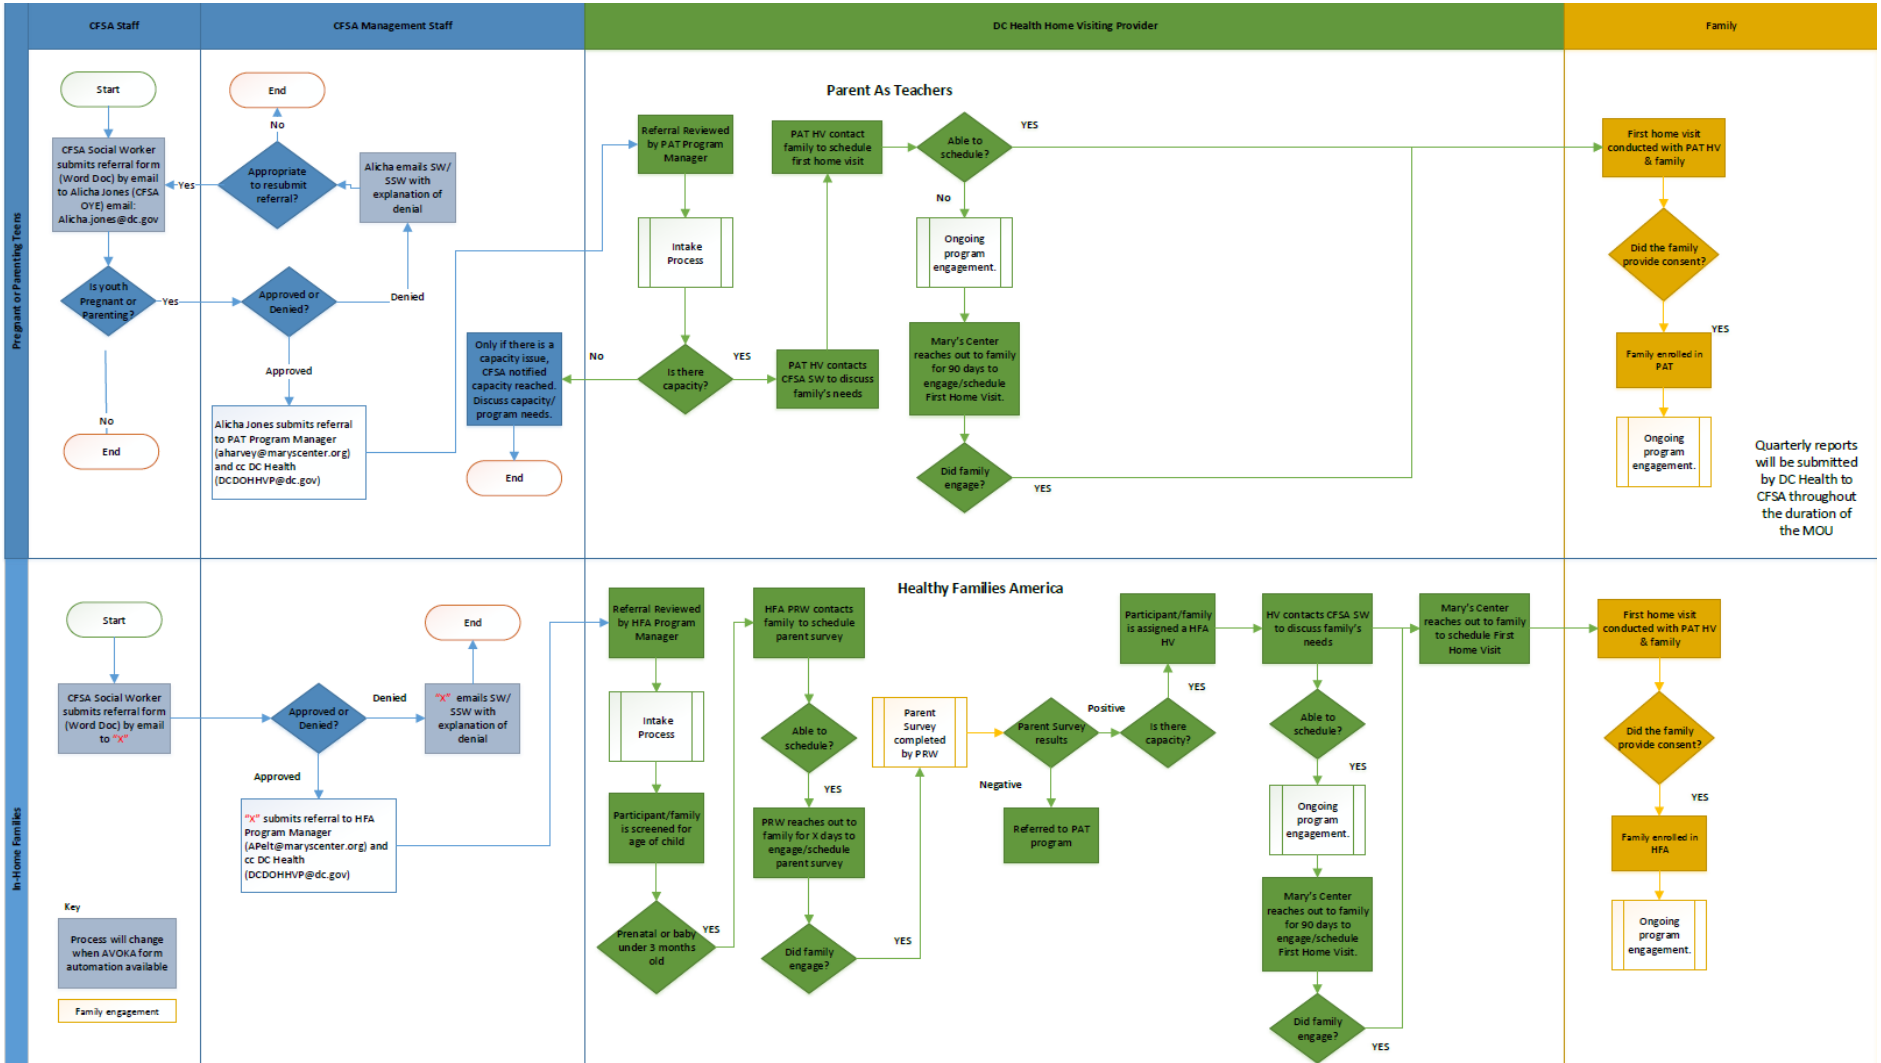 CFSA Staff
CFSA Management Staff
DC Health Home Visiting Provider
Family
Pregnant or Parenting Teens
Start
CFSA Social Worker
submits referral form
(Word Doc) by email
to Alicha Jones (CFSA
OYE) email:
Alicha.jones@dc.gov
Is youth
Pregnant or
Parenting?
Yes
No
End
End
No
Appropriate
to resubmit
referral?
Yes
Alicha emails SW/
SSW with
explanation of
denial
Approved or
Denied?
Denied
Approved
Alicha Jones submits referral
to PAT Program Manager
(aharvey@maryscenter.org)
and cc DC Health
(DCDOHHVP@dc.gov)
Only if there is a
capacity issue,
CFSA notified
capacity reached.
Discuss capacity/
program needs.
End
Parent As Teachers
Referral Reviewed
by PAT Program
Manager
Intake
Process
Is there
capacity?
No
YES
PAT HV contacts
CFSA SW to discuss
family's needs
PAT HV contact
family to schedule
first home visit
Able to
schedule?
YES
No
Ongoing
program
engagement.
Mary's Center
reaches out to family
for 90 days to
engage/schedule
First Home Visit.
Did family
engage?
YES
First home visit
conducted with PAT HV
& family
Did the family
provide consent?
YES
Family enrolled in
PAT
Ongoing
program
engagement.
Quarterly reports
will be submitted
by DC Health to
CFSA throughout
the duration of
the MOU
In-Home Families
Start
CFSA Social Worker
submits referral form
(Word Doc) by email
to "X"
Approved or
Denied?
Denied
"X" emails SW/
SSW with
explanation of
denial
End
Approved
"X" submits referral to HFA
Program Manager
(APelt@maryscenter.org) and
cc DC Health
(DCDOHHVP@dc.gov)
Healthy Families America
Referral Reviewed
by HFA Program
Manager
Intake
Process
Participant/family
is screened for
age of child
Prenatal or baby
under 3 months
old
YES
HFA PRW contacts
family to schedule
parent survey
Able to
schedule?
YES
PRW reaches out to
family for X days to
engage/schedule
parent survey
Did family
engage?
YES
Parent
Survey
completed
by PRW
Parent Survey
results
Positive
Negative
Referred to PAT
program
Is there
capacity?
YES
Participant/family
is assigned a HFA
HV
HV contacts CFSA SW
to discuss family's
needs
Able to
schedule?
YES
Ongoing
program
engagement.
Mary's Center
reaches out to family
for 90 days to
engage/schedule
First Home Visit.
Did family
engage?
YES
Mary's Center
reaches out to family
to schedule First
Home Visit
First home visit
conducted with PAT HV
& family
Did the family
provide consent?
YES
Family enrolled in
HFA
Ongoing
program
engagement.
Key
Process will change
when AVOKA form
automation available
Family engagement